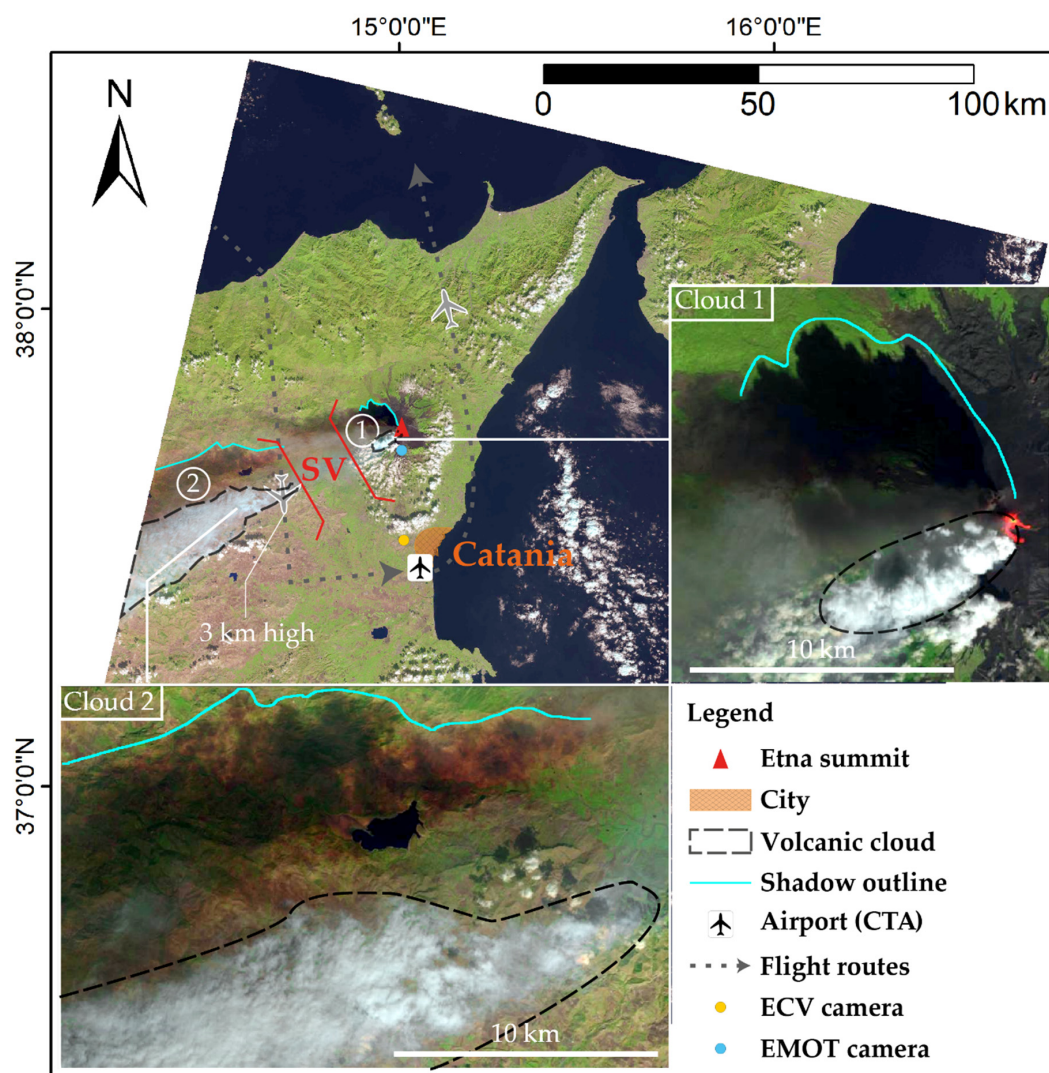 15°0'0"E
16°0'0"E
N
0
50
100 km
38°0'0"N
37°0'0"N
Cloud 1
1
SV
2
Catania
3 km high
10 km
Cloud 2
10 km
Legend
Etna summit
City
Volcanic cloud
Shadow outline
Airport (CTA)
Flight routes
ECV camera
EMOT camera